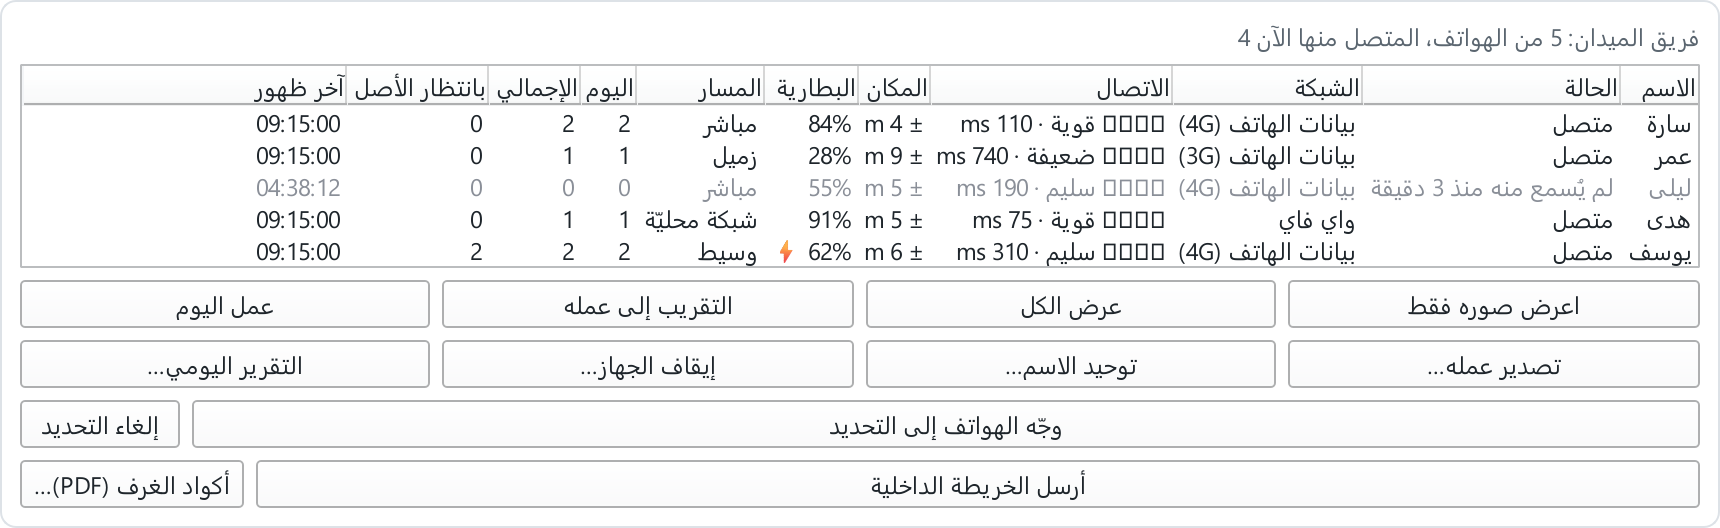 فريق الميدان: 5 من الهواتف، المتصل منها الآن 4
الاسم الحالة الشبكة الاتصال المكان البطارية المسار اليوم الإجمالي بانتظار الأصل آخر ظهور
سارة متصل بيانات الهاتف (4G) ▯▯▯▯ قوية · 110 ms ± 4 m 84% مباشر 2 2 0 09:15:00
عمر متصل بيانات الهاتف (3G) ▯▯▯▯ ضعيفة · 740 ms ± 9 m 28% زميل 1 1 0 09:15:00
ليلى لم يُسمع منه منذ 3 دقيقة بيانات الهاتف (4G) ▯▯▯▯ سليم · 190 ms ± 5 m 55% مباشر 0 0 0 04:38:12
هدى متصل واي فاي ▯▯▯▯ قوية · 75 ms ± 5 m 91% شبكة محليّة 1 1 0 09:15:00
يوسف متصل بيانات الهاتف (4G) ▯▯▯▯ سليم · 310 ms ± 6 m 62% ⚡ وسيط 2 2 2 09:15:00
اعرض صوره فقط عرض الكل التقريب إلى عمله عمل اليوم
تصدير عمله... توحيد الاسم... إيقاف الجهاز... التقرير اليومي...
وجّه الهواتف إلى التحديد إلغاء التحديد
أرسل الخريطة الداخلية أكواد الغرف (PDF)...